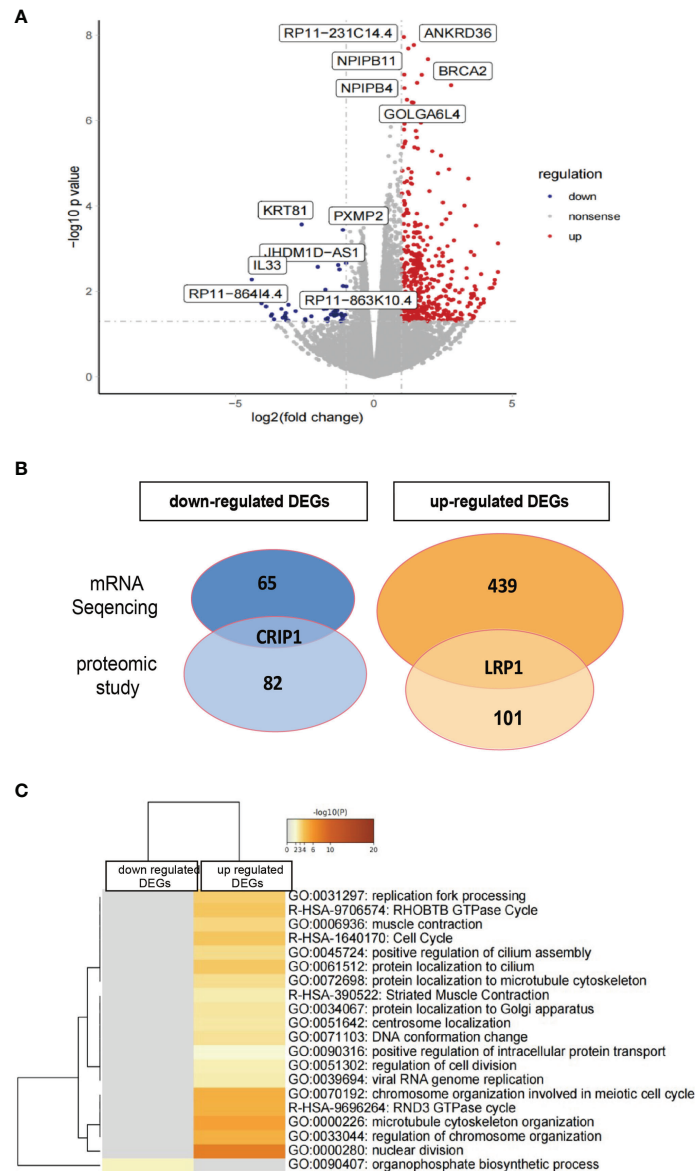 A
8
6
4
2
0
-log10 p value
RP11-231C14.4
ANKRD36
NPIPB11
BRCA2
NPIPB4
GOLGA6L4
KRT81
PXMP2
JHDM1D-AS1
IL33
RP11-864I4.4
RP11-863K10.4
−5
0
5
log2(fold change)
regulation
down
nonsense
up
B
down-regulated DEGs
up-regulated DEGs
mRNA
Seqencing
65
439
CRIP1
LRP1
proteomic
study
82
101
C
-log10(P)
0 2 3 4 6 10 20
down regulated
DEGs
up regulated
DEGs
GO:0031297: replication fork processing
R-HSA-9706574: RHOBTB GTPase Cycle
GO:0006936: muscle contraction
R-HSA-1640170: Cell Cycle
GO:0045724: positive regulation of cilium assembly
GO:0061512: protein localization to cilium
GO:0072698: protein localization to microtubule cytoskeleton
R-HSA-390522: Striated Muscle Contraction
GO:0034067: protein localization to Golgi apparatus
GO:0051642: centrosome localization
GO:0071103: DNA conformation change
GO:0090316: positive regulation of intracellular protein transport
GO:0051302: regulation of cell division
GO:0039694: viral RNA genome replication
GO:0070192: chromosome organization involved in meiotic cell cycle
R-HSA-9696264: RND3 GTPase cycle
GO:0000226: microtubule cytoskeleton organization
GO:0033044: regulation of chromosome organization
GO:0000280: nuclear division
GO:0090407: organophosphate biosynthetic process